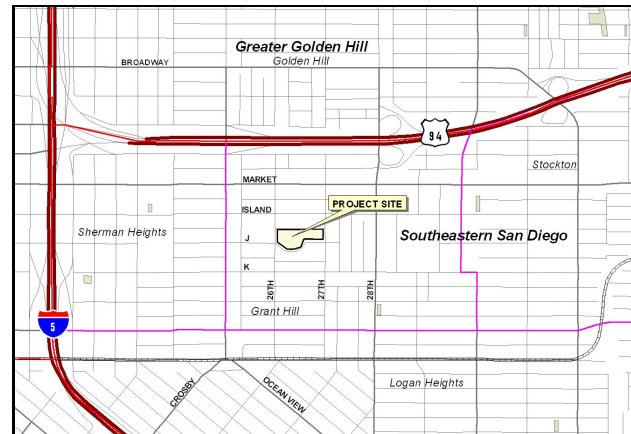 Greater Golden Hill
Golden Hill
BROADWAY
94
Stockton
MARKET
PROJECT SITE
ISLAND
Sherman Heights
J
Southeastern San Diego
K
26TH
27TH
28TH
Grant Hill
5
Logan Heights
CROSBY
OCEAN VIEW